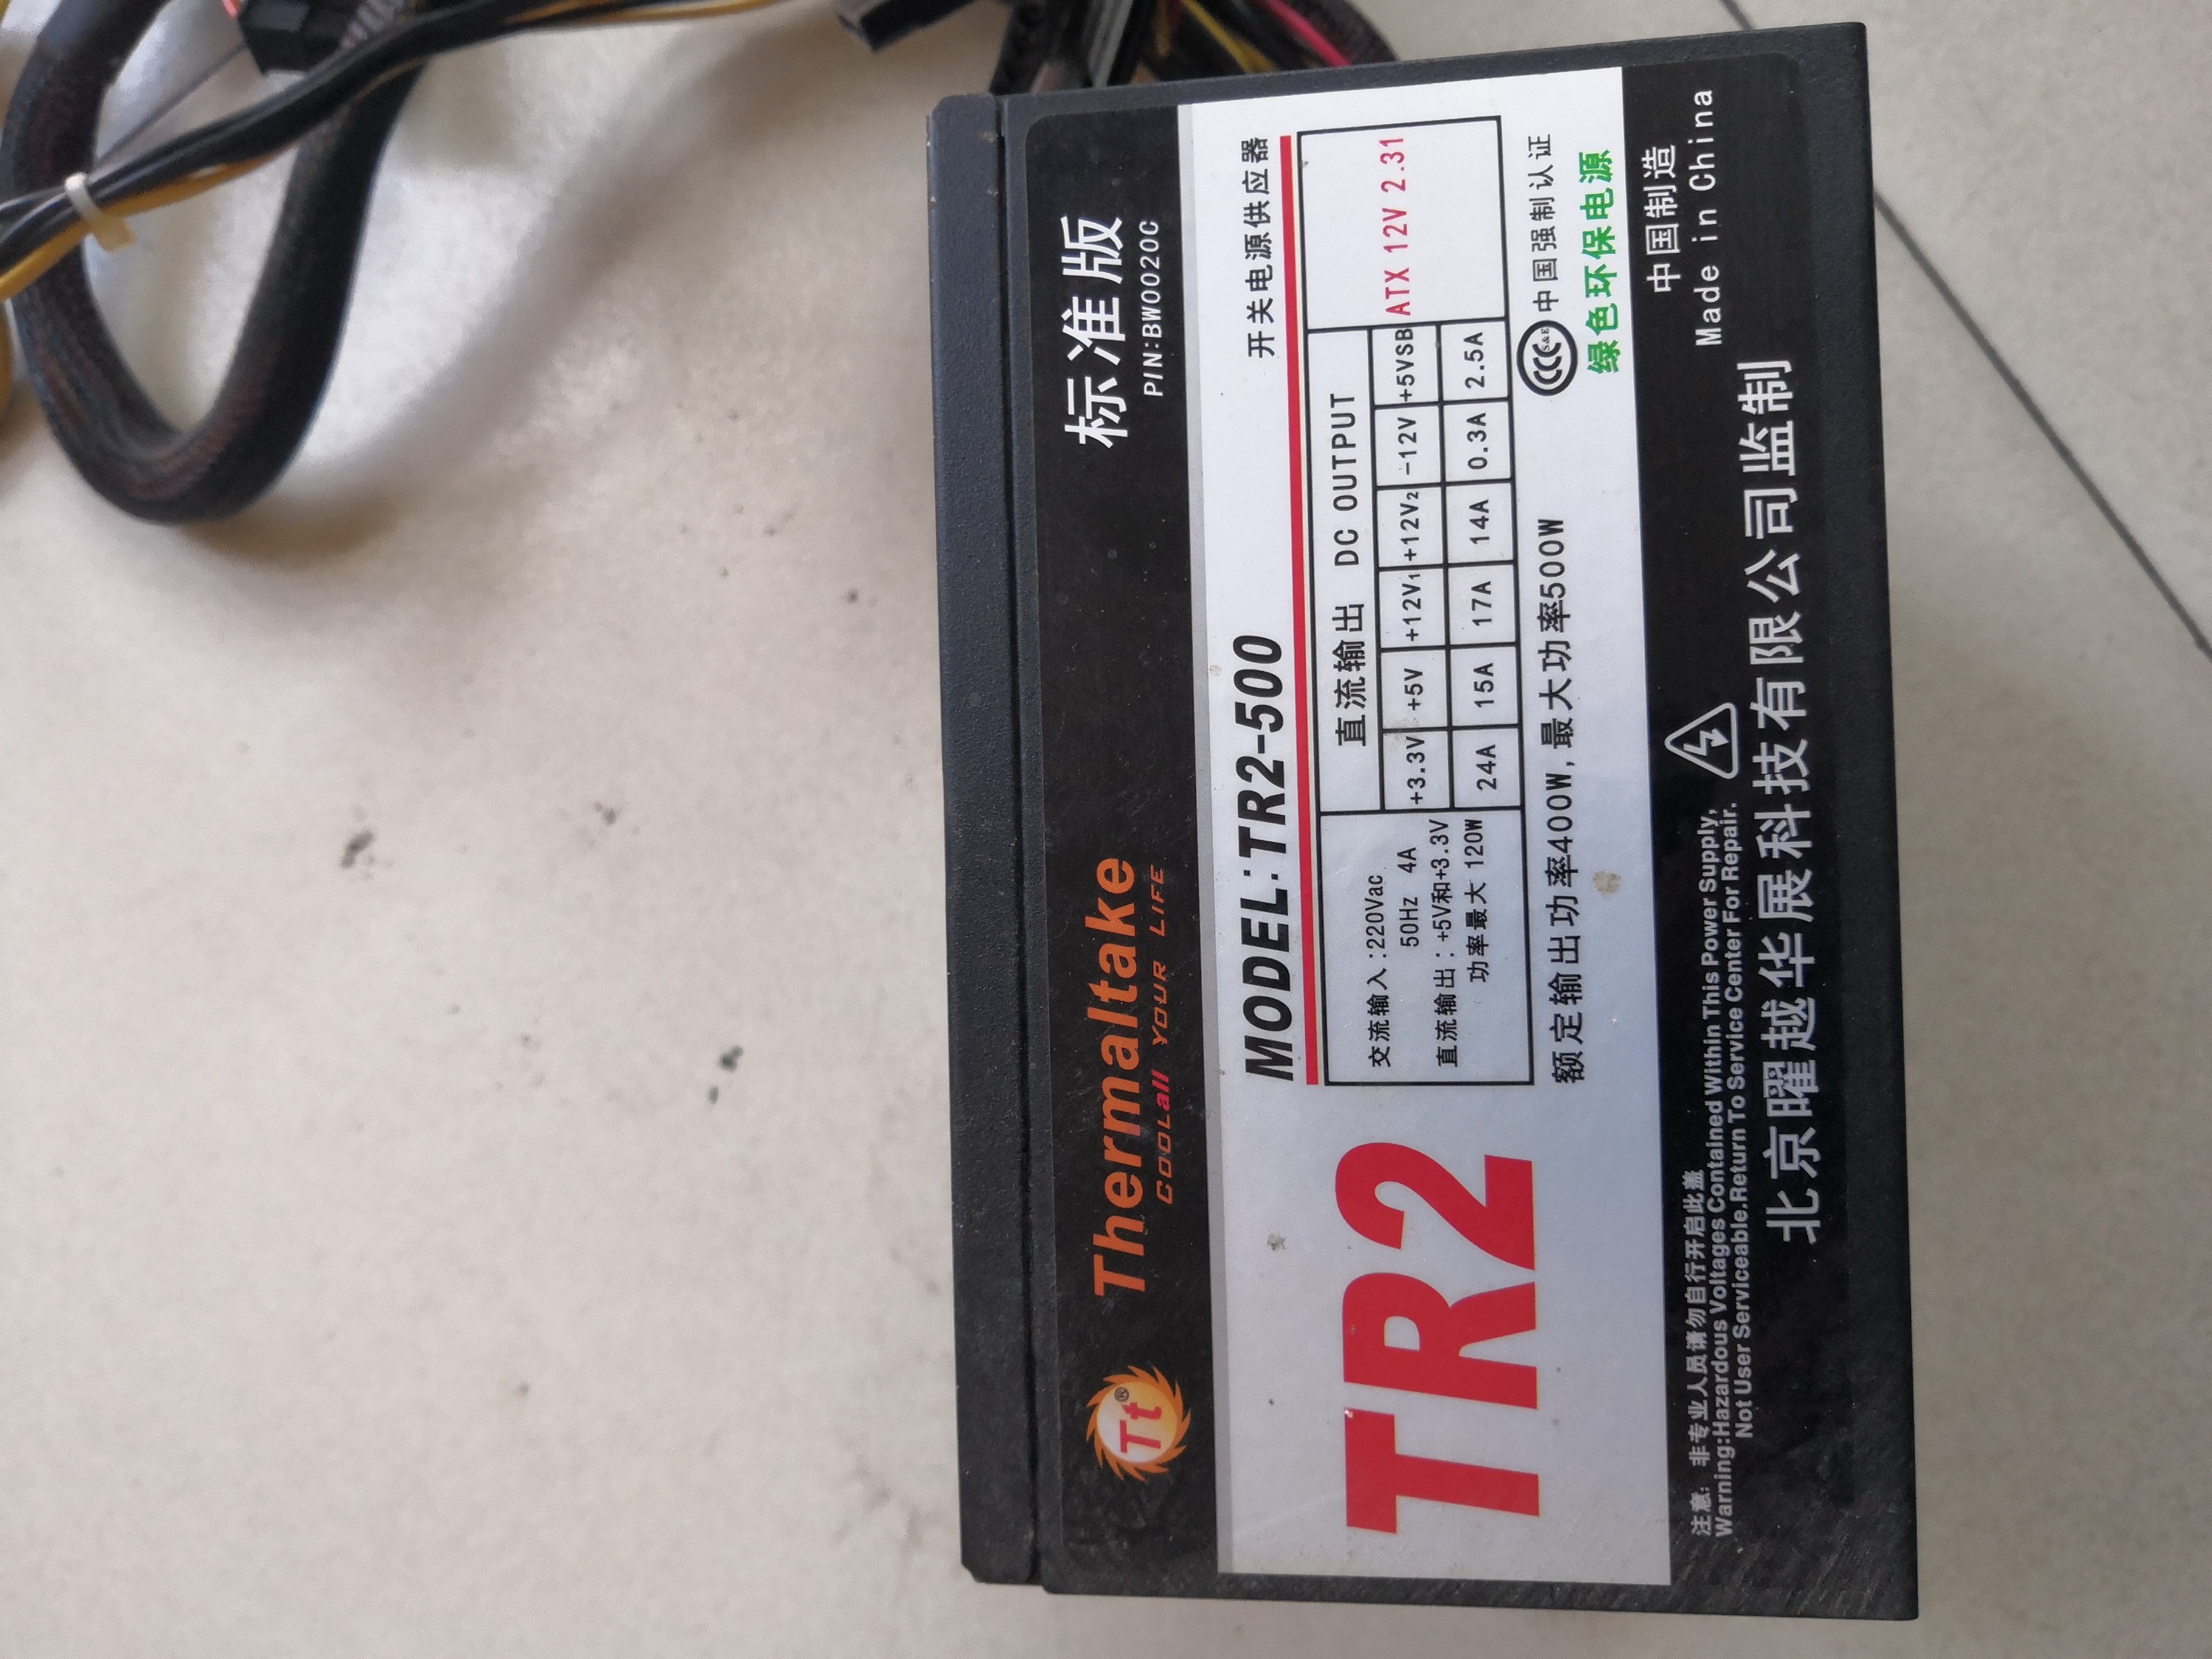 Tt®
Thermaltake
COOLall YOUR LIFE
标准版
PIN:BW0020C
TR2
MODEL:TR2-500
开关电源供应器
交流输入:220Vac
50Hz 4A
直流输出:+5V和+3.3V
功率最大 120W
直流输出 DC OUTPUT
+3.3V +5V +12V₁ +12V₂ -12V +5VSB
24A 15A 17A 14A 0.3A 2.5A
ATX 12V 2.31
额定输出功率400W,最大功率500W
CCC S&E 中国强制认证
绿色环保电源
注意: 非专业人员请勿自行开启此盖
Warning:Hazardous Voltages Contained Within This Power Supply,
Not User Serviceable.Return To Service Center For Repair.
中国制造
Made in China
北京曜越华展科技有限公司监制